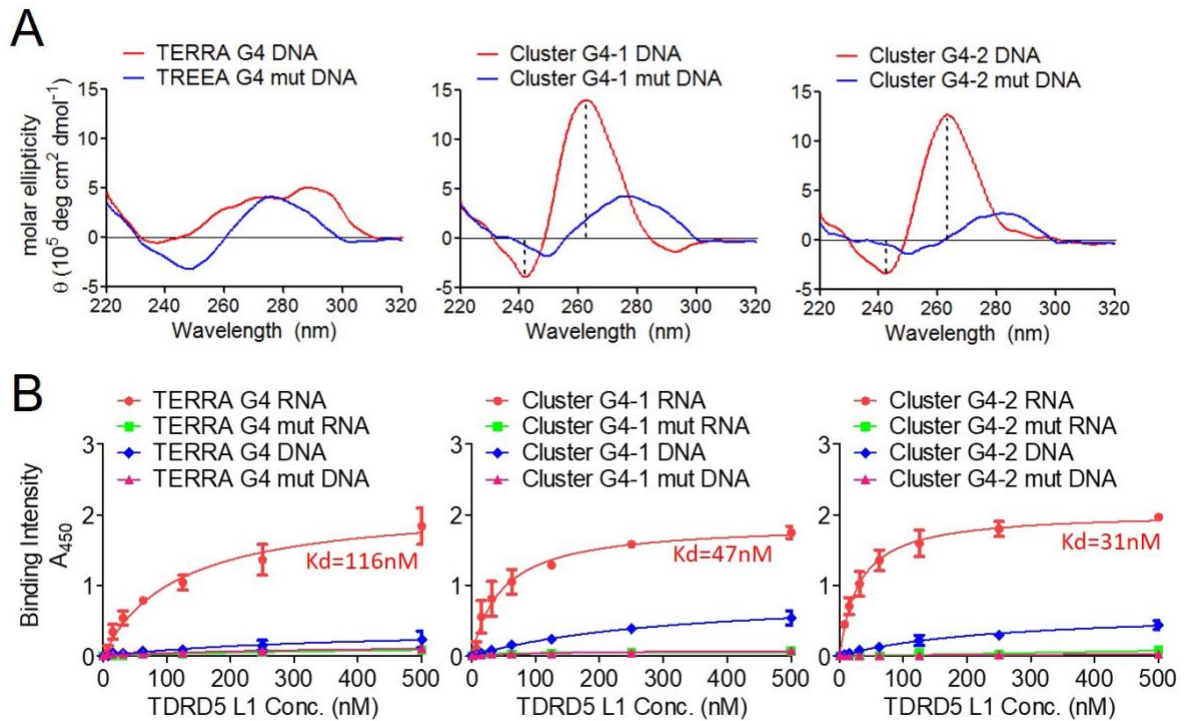 A
TERRA G4 DNA
TREEA G4 mut DNA
Cluster G4-1 DNA
Cluster G4-1 mut DNA
Cluster G4-2 DNA
Cluster G4-2 mut DNA
molar ellipticity
θ (10⁵ deg cm² dmol⁻¹)
15
10
5
0
-5
220 240 260 280 300 320
Wavelength (nm)
15
10
5
0
-5
220 240 260 280 300 320
Wavelength (nm)
15
10
5
0
-5
220 240 260 280 300 320
Wavelength (nm)
B
TERRA G4 RNA
TERRA G4 mut RNA
TERRA G4 DNA
TERRA G4 mut DNA
Cluster G4-1 RNA
Cluster G4-1 mut RNA
Cluster G4-1 DNA
Cluster G4-1 mut DNA
Cluster G4-2 RNA
Cluster G4-2 mut RNA
Cluster G4-2 DNA
Cluster G4-2 mut DNA
Binding Intensity
A₄₅₀
3
2
1
0
Kd=116nM
0 100 200 300 400 500
TDRD5 L1 Conc. (nM)
3
2
1
0
Kd=47nM
0 100 200 300 400 500
TDRD5 L1 Conc. (nM)
3
2
1
0
Kd=31nM
0 100 200 300 400 500
TDRD5 L1 Conc. (nM)